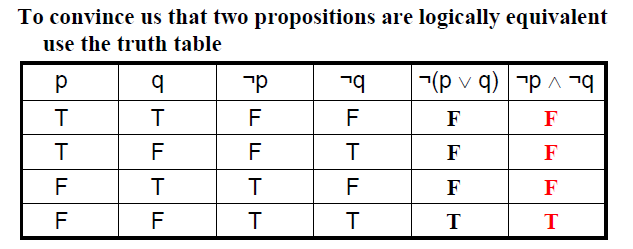 To convince us that two propositions are logically equivalent
use the truth table
p q ¬p ¬q ¬(p ∨ q) ¬p ∧ ¬q
T T F F F F
T F F T F F
F T T F F F
F F T T T T